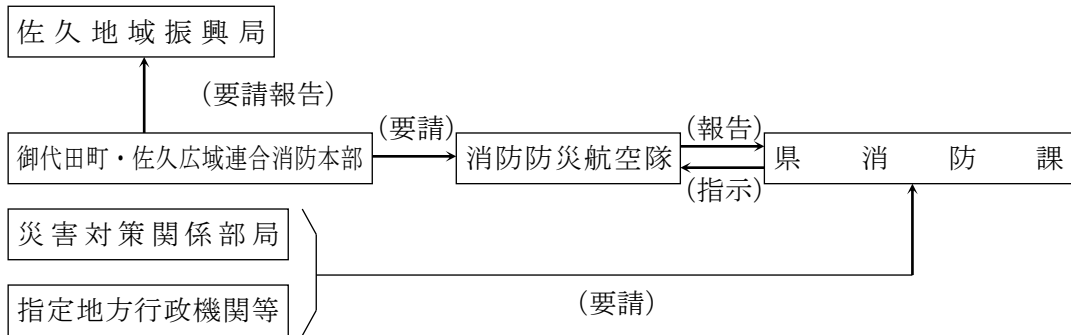 佐久地域振興局
（要請報告）
（要請）
（報告）
御代田町・佐久広域連合消防本部
消防防災航空隊
県消防課
（指示）
災害対策関係部局
指定地方行政機関等
（要請）